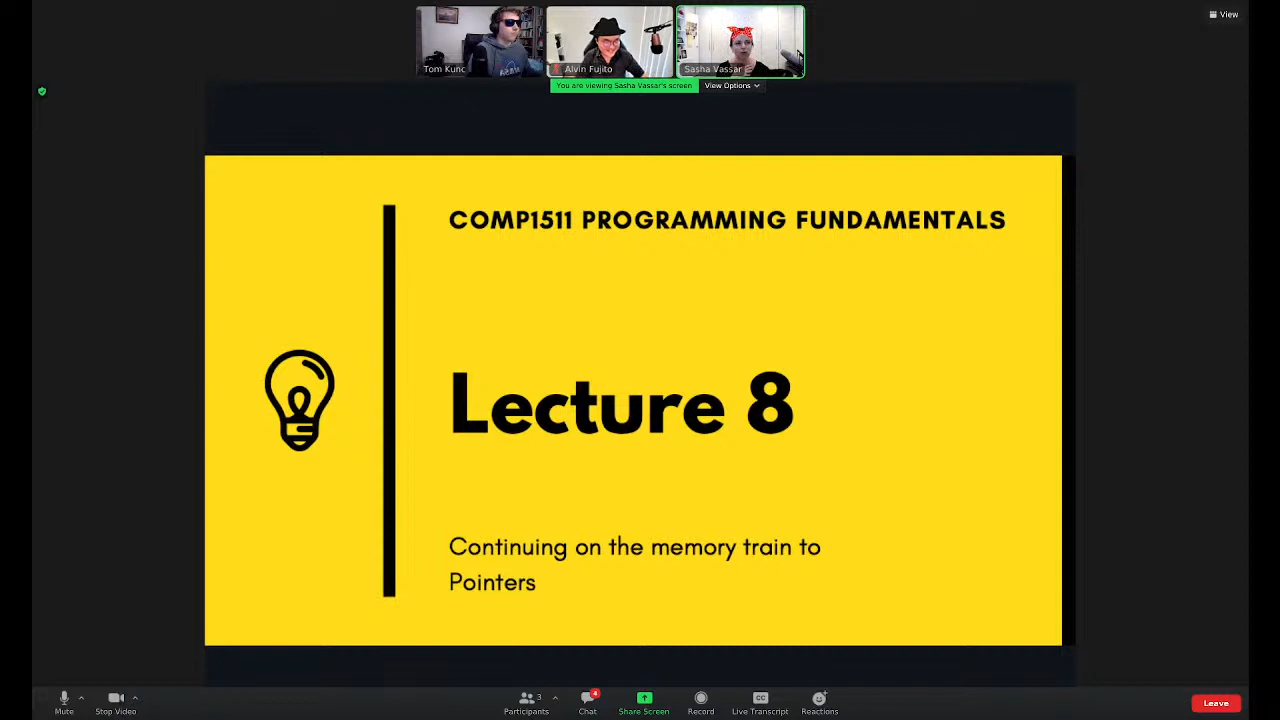 View
Tom Kunc
Alvin Fujito
Sasha Vassar
You are viewing Sasha Vassar's screen
View Options
COMP1511 PROGRAMMING FUNDAMENTALS
Lecture 8
Continuing on the memory train to
Pointers
Mute
Stop Video
3
Participants
4
Chat
Share Screen
Record
CC
Live Transcript
Reactions
Leave